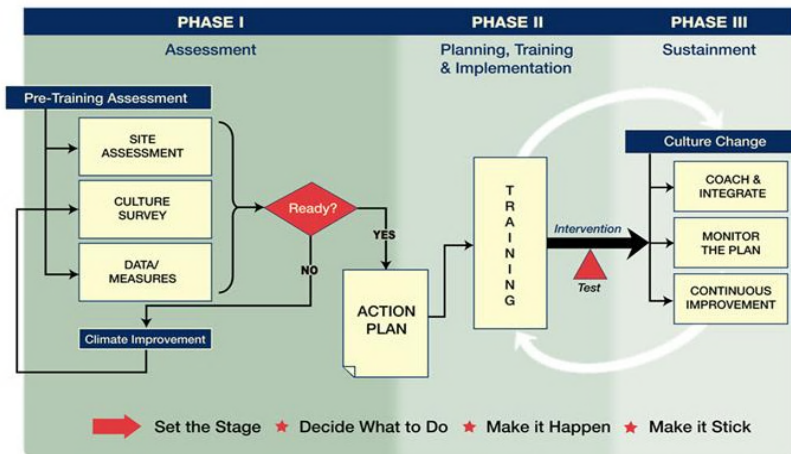 PHASE I
PHASE II
PHASE III
Assessment
Planning, Training
& Implementation
Sustainment
Pre-Training Assessment
SITE
ASSESSMENT
CULTURE
SURVEY
DATA/
MEASURES
Ready?
YES
NO
Climate Improvement
ACTION
PLAN
TRAINING
Intervention
Test
Culture Change
COACH &
INTEGRATE
MONITOR
THE PLAN
CONTINUOUS
IMPROVEMENT
Set the Stage ★ Decide What to Do ★ Make it Happen ★ Make it Stick